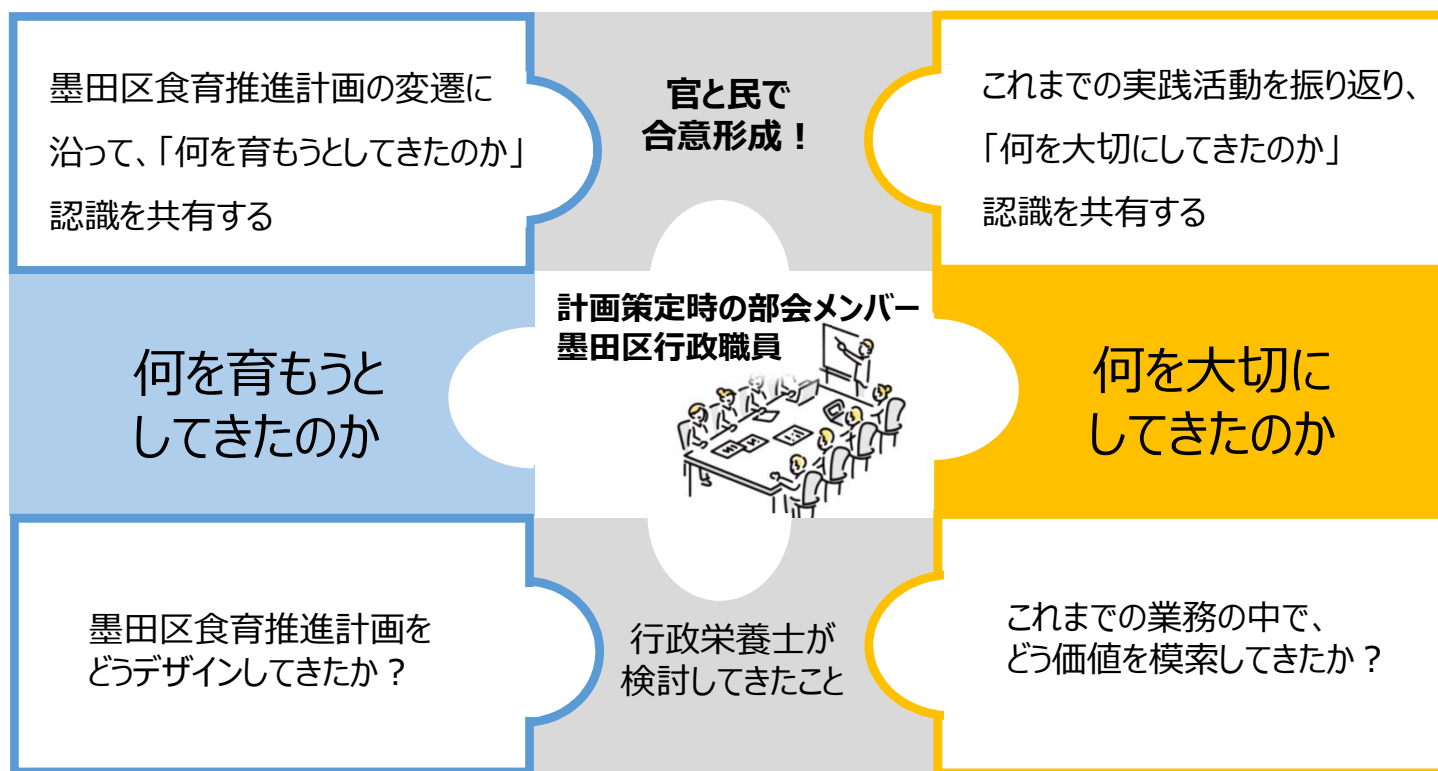 墨田区食育推進計画の変遷に
沿って、「何を育もうとしてきたのか」
認識を共有する
官と民で
合意形成！
これまでの実践活動を振り返り、
「何を大切にしてきたのか」
認識を共有する
何を育もうと
してきたのか
計画策定時の部会メンバー
墨田区行政職員
何を大切に
してきたのか
墨田区食育推進計画を
どうデザインしてきたか？
行政栄養士が
検討してきたこと
これまでの業務の中で、
どう価値を模索してきたか？